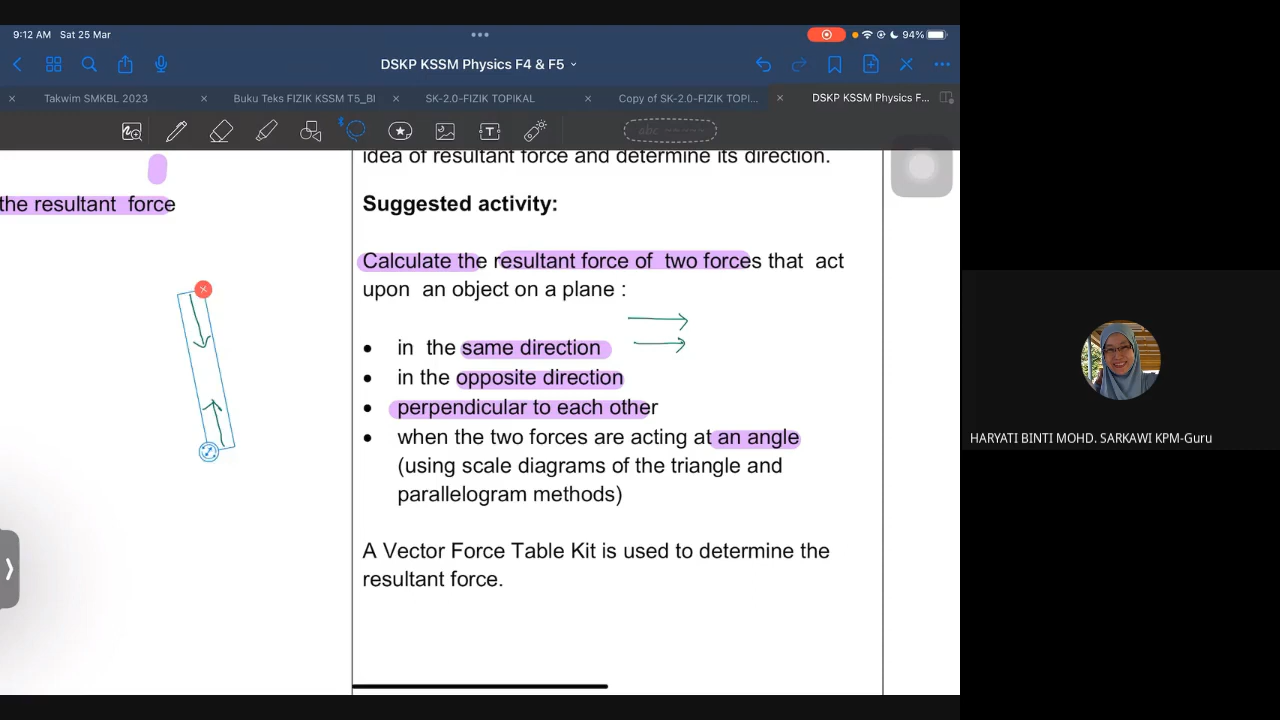 9:12 AM Sat 25 Mar
94%
DSKP KSSM Physics F4 & F5
Takwim SMKBL 2023
Buku Teks FIZIK KSSM T5_BI
SK-2.0-FIZIK TOPIKAL
Copy of SK-2.0-FIZIK TOPI...
DSKP KSSM Physics F...
abc
idea of resultant force and determine its direction.
the resultant force
Suggested activity:
Calculate the resultant force of two forces that act
upon an object on a plane :
• in the same direction
• in the opposite direction
• perpendicular to each other
• when the two forces are acting at an angle
(using scale diagrams of the triangle and
parallelogram methods)
A Vector Force Table Kit is used to determine the
resultant force.
HARYATI BINTI MOHD. SARKAWI KPM-Guru